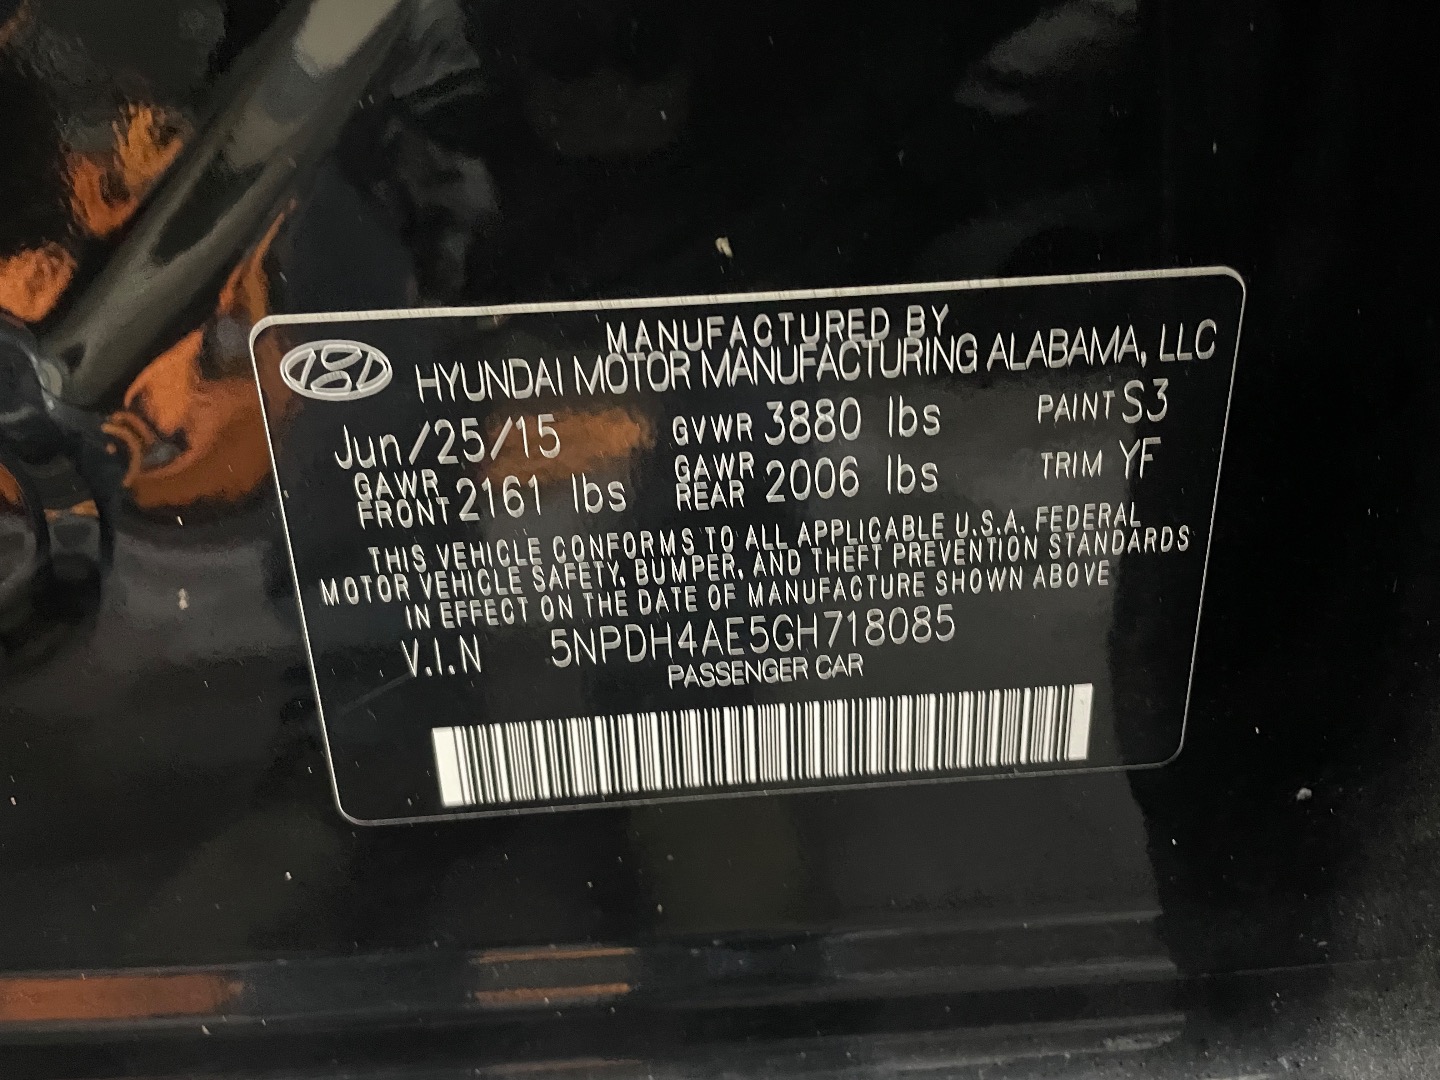 MANUFACTURED BY
HYUNDAI MOTOR MANUFACTURING ALABAMA, LLC
Jun/25/15 GVWR 3880 lbs PAINT S3
GAWR FRONT 2161 lbs GAWR REAR 2006 lbs TRIM YF
THIS VEHICLE CONFORMS TO ALL APPLICABLE U.S.A. FEDERAL
MOTOR VEHICLE SAFETY, BUMPER, AND THEFT PREVENTION STANDARDS
IN EFFECT ON THE DATE OF MANUFACTURE SHOWN ABOVE
V.I.N 5NPDH4AE5GH718085
PASSENGER CAR